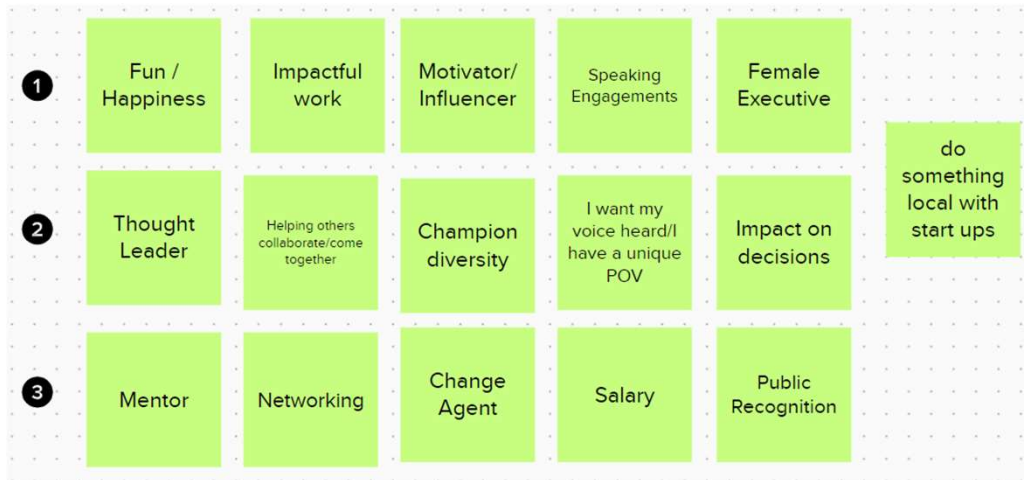 1
Fun /
Happiness
Impactful
work
Motivator/
Influencer
Speaking
Engagements
Female
Executive
do
something
local with
start ups
2
Thought
Leader
Helping others
collaborate/come
together
Champion
diversity
I want my
voice heard/I
have a unique
POV
Impact on
decisions
3
Mentor
Networking
Change
Agent
Salary
Public
Recognition